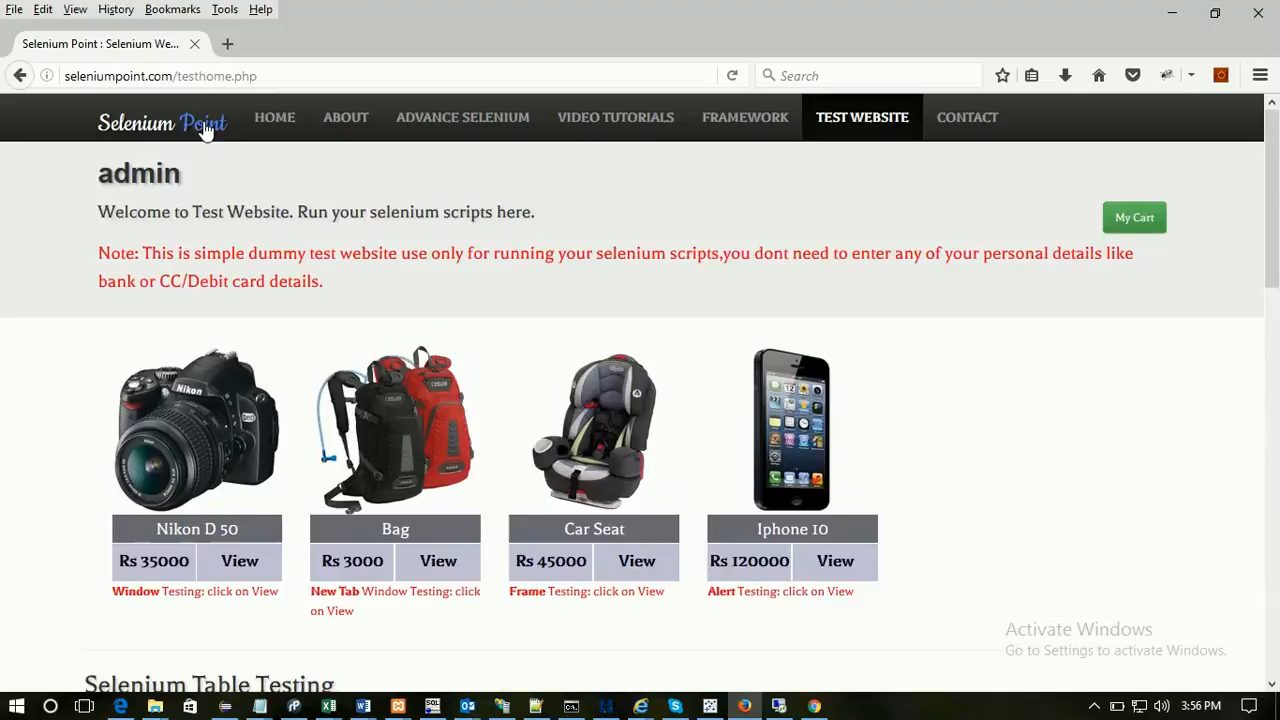 File Edit View History Bookmarks Tools Help
Selenium Point : Selenium We...
seleniumpoint.com/testhome.php
Search
Selenium Point HOME ABOUT ADVANCE SELENIUM VIDEO TUTORIALS FRAMEWORK TEST WEBSITE CONTACT
admin
Welcome to Test Website. Run your selenium scripts here.
My Cart
Note: This is simple dummy test website use only for running your selenium scripts,you dont need to enter any of your personal details like
bank or CC/Debit card details.
Nikon
Nikon D 50 Bag Car Seat Iphone 10
Rs 35000 View Rs 3000 View Rs 45000 View Rs 120000 View
Window Testing: click on View New Tab Window Testing: click Frame Testing: click on View Alert Testing: click on View
on View
Activate Windows
Go to Settings to activate Windows.
Selenium Table Testing
3:56 PM